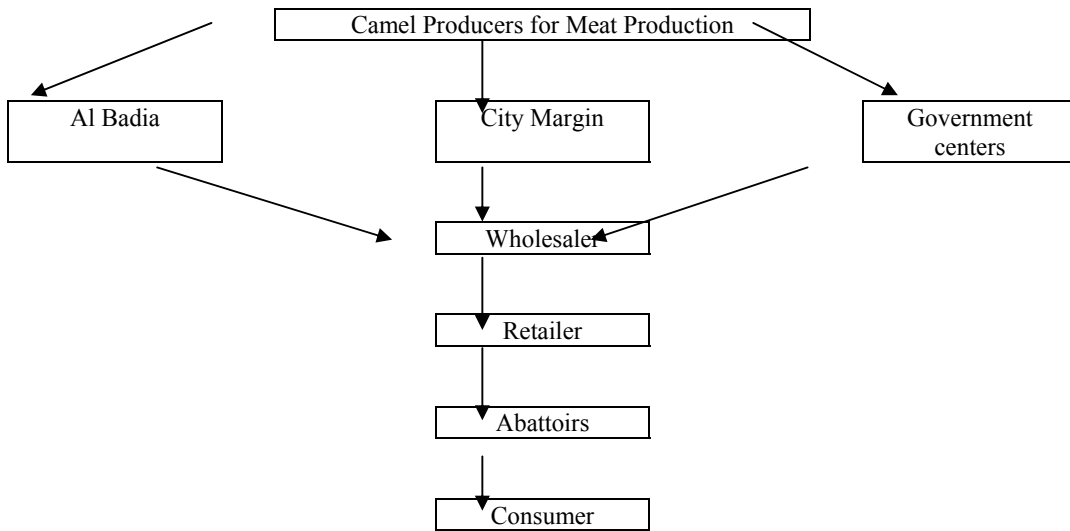 Camel Producers for Meat Production
Al Badia
City Margin
Government
centers
Wholesaler
Retailer
Abattoirs
Consumer